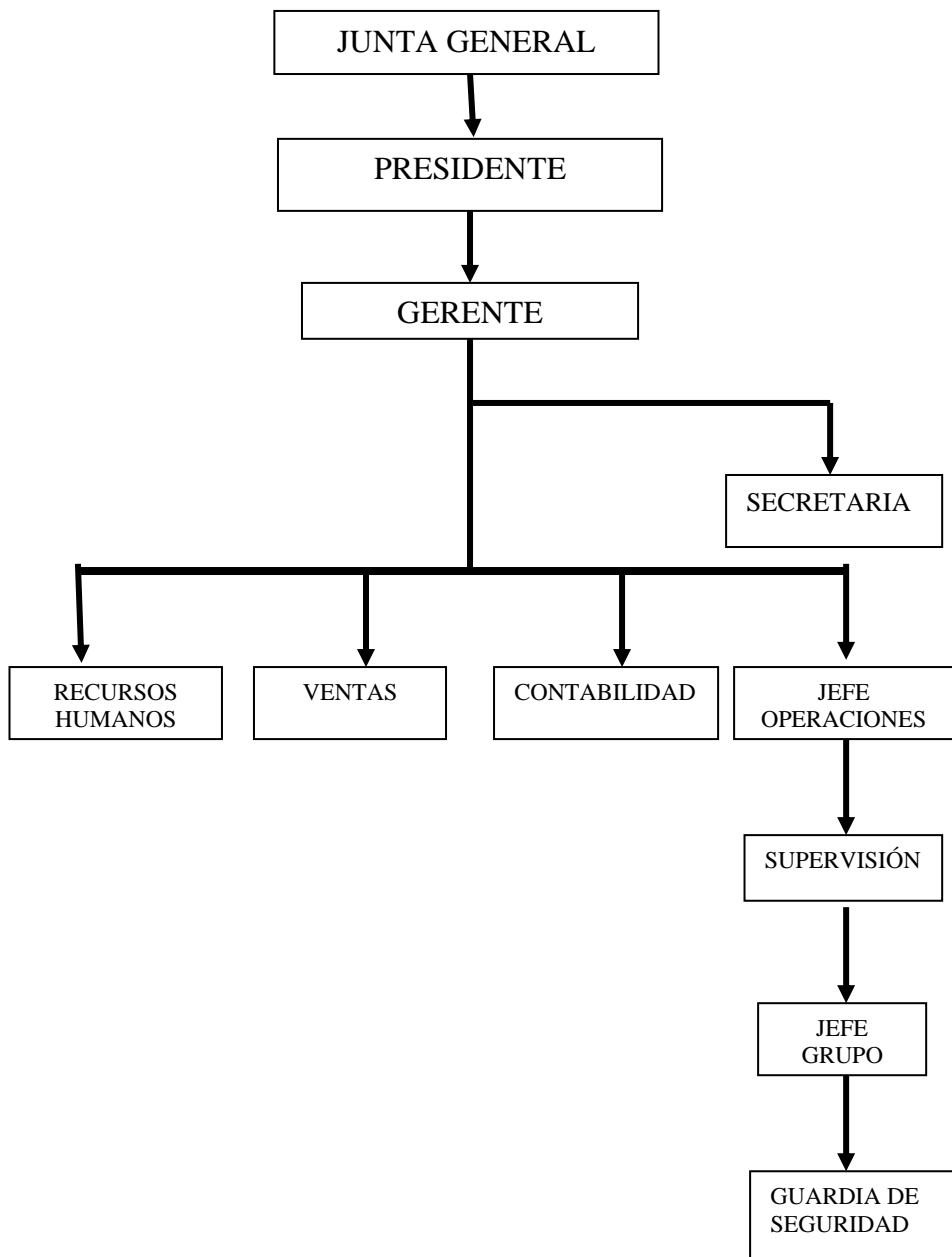 JUNTA GENERAL
PRESIDENTE
GERENTE
SECRETARIA
RECURSOS
HUMANOS
VENTAS
CONTABILIDAD
JEFE
OPERACIONES
SUPERVISIÓN
JEFE
GRUPO
GUARDIA DE
SEGURIDAD